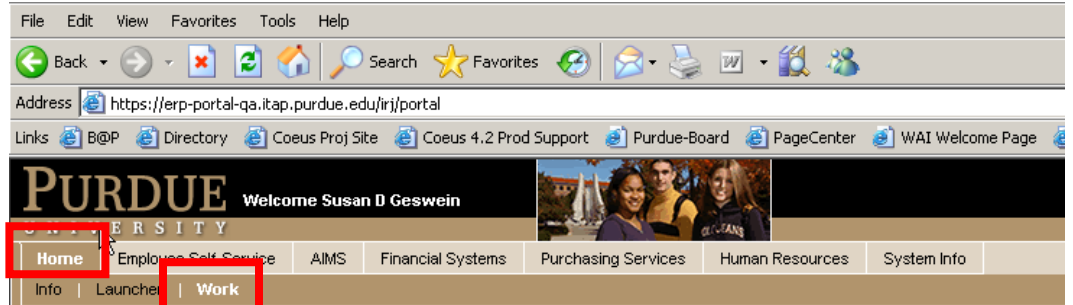 File Edit View Favorites Tools Help
Back Search Favorites
Address https://erp-portal-qa.itap.purdue.edu/irj/portal
Links B@P Directory Coeus Proj Site Coeus 4.2 Prod Support Purdue-Board PageCenter WAI Welcome Page
PURDUE Welcome Susan D Geswein
UNIVERSITY
Home Employee Self-Service AIMS Financial Systems Purchasing Services Human Resources System Info
Info | Launcher | Work